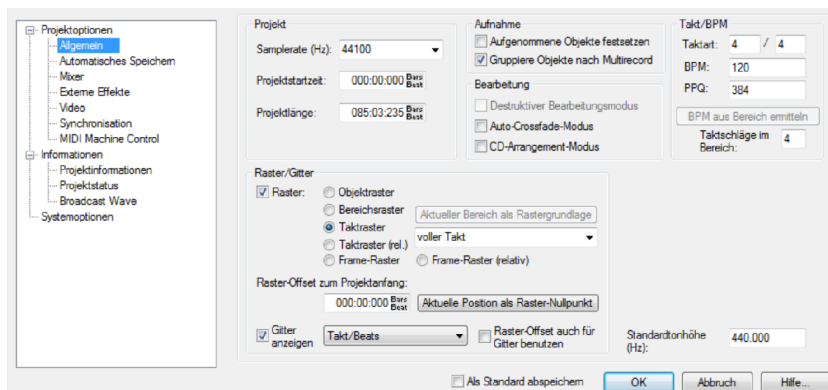 Projektoptionen
Allgemein
Automatisches Speichern
Mixer
Externe Effekte
Video
Synchronisation
MIDI Machine Control
Informationen
Projektinformationen
Projektstatus
Broadcast Wave
Systemoptionen
Projekt
Samplerate (Hz): 44100
Projektstartzeit: 000:00:000 Bars Beat
Projektlänge: 085:03:235 Bars Beat
Aufnahme
Aufgenommene Objekte festsetzen
Gruppiere Objekte nach Multirecord
Bearbeitung
Destruktiver Bearbeitungsmodus
Auto-Crossfade-Modus
CD-Arrangement-Modus
Takt/BPM
Taktart: 4 / 4
BPM: 120
PPQ: 384
BPM aus Bereich ermitteln
Taktschläge im
Bereich: 4
Raster/Gitter
Raster: Objektraster
Bereichsraster Aktueller Bereich als Rastergrundlage
Taktraster voller Takt
Taktraster (rel.)
Frame-Raster Frame-Raster (relativ)
Raster-Offset zum Projektanfang:
000:00:000 Bars Beat Aktuelle Position als Raster-Nullpunkt
Gitter
anzeigen Takt/Beats
Raster-Offset auch für
Gitter benutzen
Standardtonhöhe
(Hz): 440.000
Als Standard abspeichern OK Abbruch Hilfe...